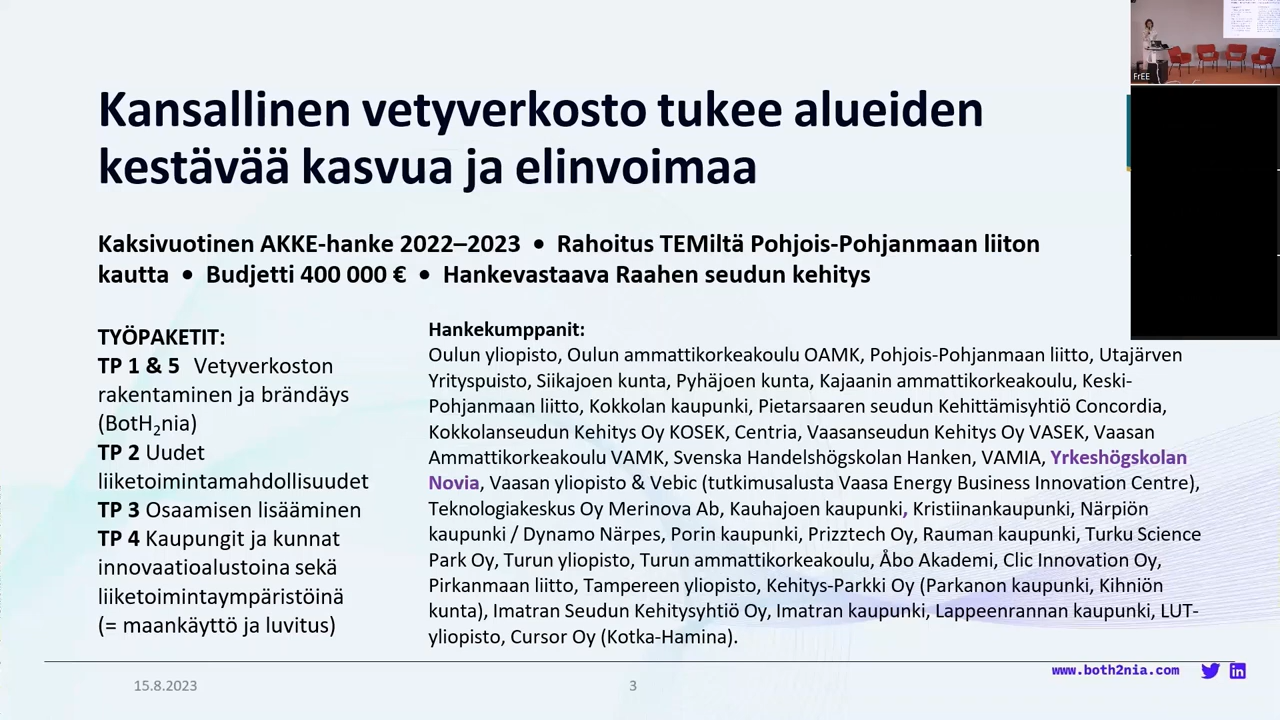 Kansallinen vetyverkosto tukee alueiden
kestävää kasvua ja elinvoimaa
Kaksivuotinen AKKE-hanke 2022–2023 • Rahoitus TEMiltä Pohjois-Pohjanmaan liiton
kautta • Budjetti 400 000 € • Hankevastaava Raahen seudun kehitys
TYÖPAKETIT:
TP 1 & 5 Vetyverkoston
rakentaminen ja brändäys
(BotH₂nia)
TP 2 Uudet
liiketoimintamahdollisuudet
TP 3 Osaamisen lisääminen
TP 4 Kaupungit ja kunnat
innovaatioalustoina sekä
liiketoimintaympäristöinä
(= maankäyttö ja luvitus)
Hankekumppanit:
Oulun yliopisto, Oulun ammattikorkeakoulu OAMK, Pohjois-Pohjanmaan liitto, Utajärven
Yrityspuisto, Siikajoen kunta, Pyhäjoen kunta, Kajaanin ammattikorkeakoulu, Keski-
Pohjanmaan liitto, Kokkolan kaupunki, Pietarsaaren seudun Kehittämisyhtiö Concordia,
Kokkolanseudun Kehitys Oy KOSEK, Centria, Vaasanseudun Kehitys Oy VASEK, Vaasan
Ammattikorkeakoulu VAMK, Svenska Handelshögskolan Hanken, VAMIA, Yrkeshögskolan
Novia, Vaasan yliopisto & Vebic (tutkimusalusta Vaasa Energy Business Innovation Centre),
Teknologiakeskus Oy Merinova Ab, Kauhajoen kaupunki, Kristiinankaupunki, Närpiön
kaupunki / Dynamo Närpes, Porin kaupunki, Prizztech Oy, Rauman kaupunki, Turku Science
Park Oy, Turun yliopisto, Turun ammattikorkeakoulu, Åbo Akademi, Clic Innovation Oy,
Pirkanmaan liitto, Tampereen yliopisto, Kehitys-Parkki Oy (Parkanon kaupunki, Kihniön
kunta), Imatran Seudun Kehitysyhtiö Oy, Imatran kaupunki, Lappeenrannan kaupunki, LUT-
yliopisto, Cursor Oy (Kotka-Hamina).
15.8.2023
3
www.both2nia.com
FrEE